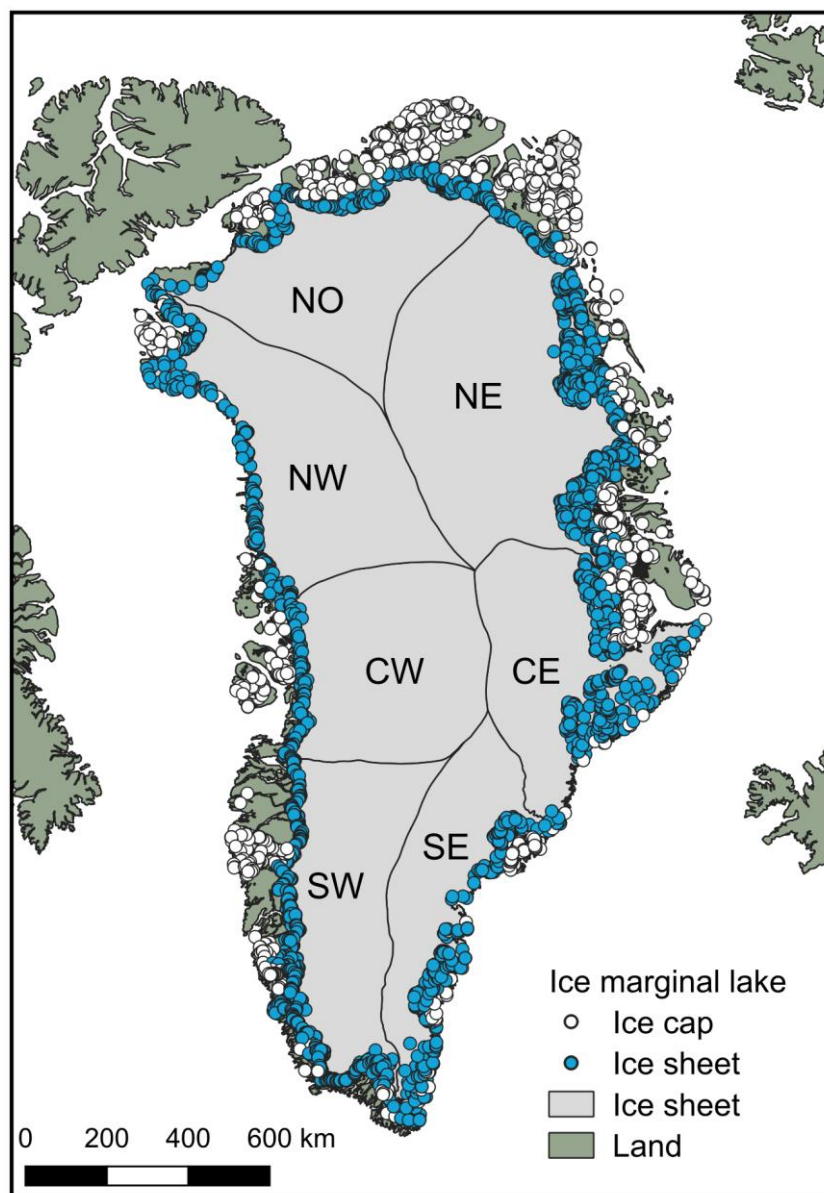 NO
NE
NW
CW
CE
SE
SW
Ice marginal lake
Ice cap
Ice sheet
Ice sheet
Land
0 200 400 600 km